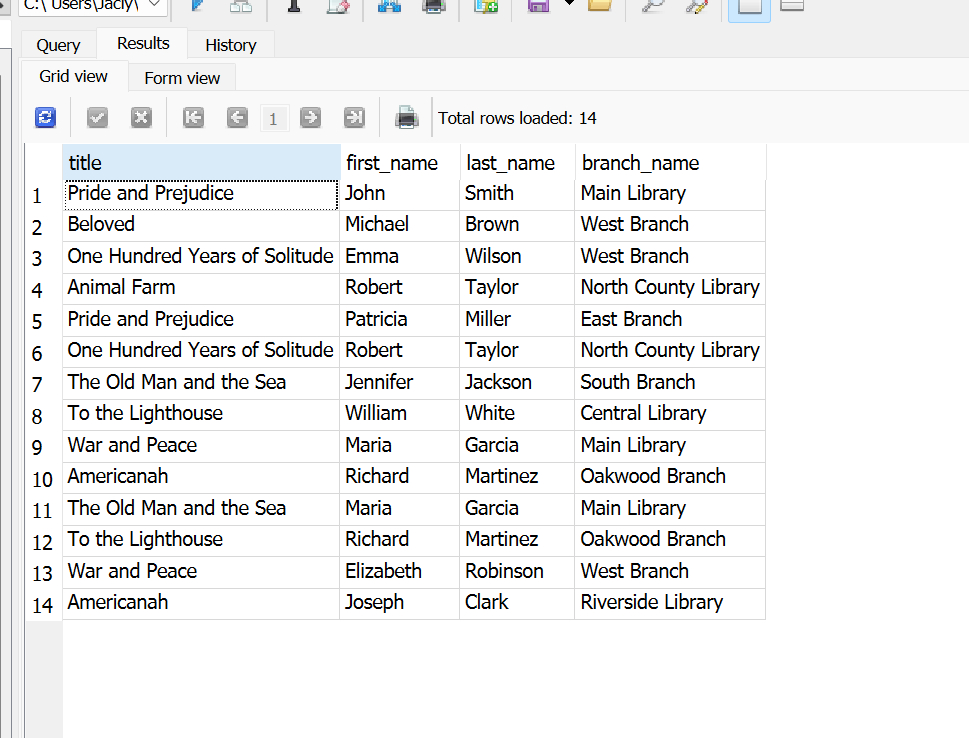 C:\Users\Jacly\
Query Results History
Grid view Form view
1 Total rows loaded: 14
title first_name last_name branch_name
1 Pride and Prejudice John Smith Main Library
2 Beloved Michael Brown West Branch
3 One Hundred Years of Solitude Emma Wilson West Branch
4 Animal Farm Robert Taylor North County Library
5 Pride and Prejudice Patricia Miller East Branch
6 One Hundred Years of Solitude Robert Taylor North County Library
7 The Old Man and the Sea Jennifer Jackson South Branch
8 To the Lighthouse William White Central Library
9 War and Peace Maria Garcia Main Library
10 Americanah Richard Martinez Oakwood Branch
11 The Old Man and the Sea Maria Garcia Main Library
12 To the Lighthouse Richard Martinez Oakwood Branch
13 War and Peace Elizabeth Robinson West Branch
14 Americanah Joseph Clark Riverside Library